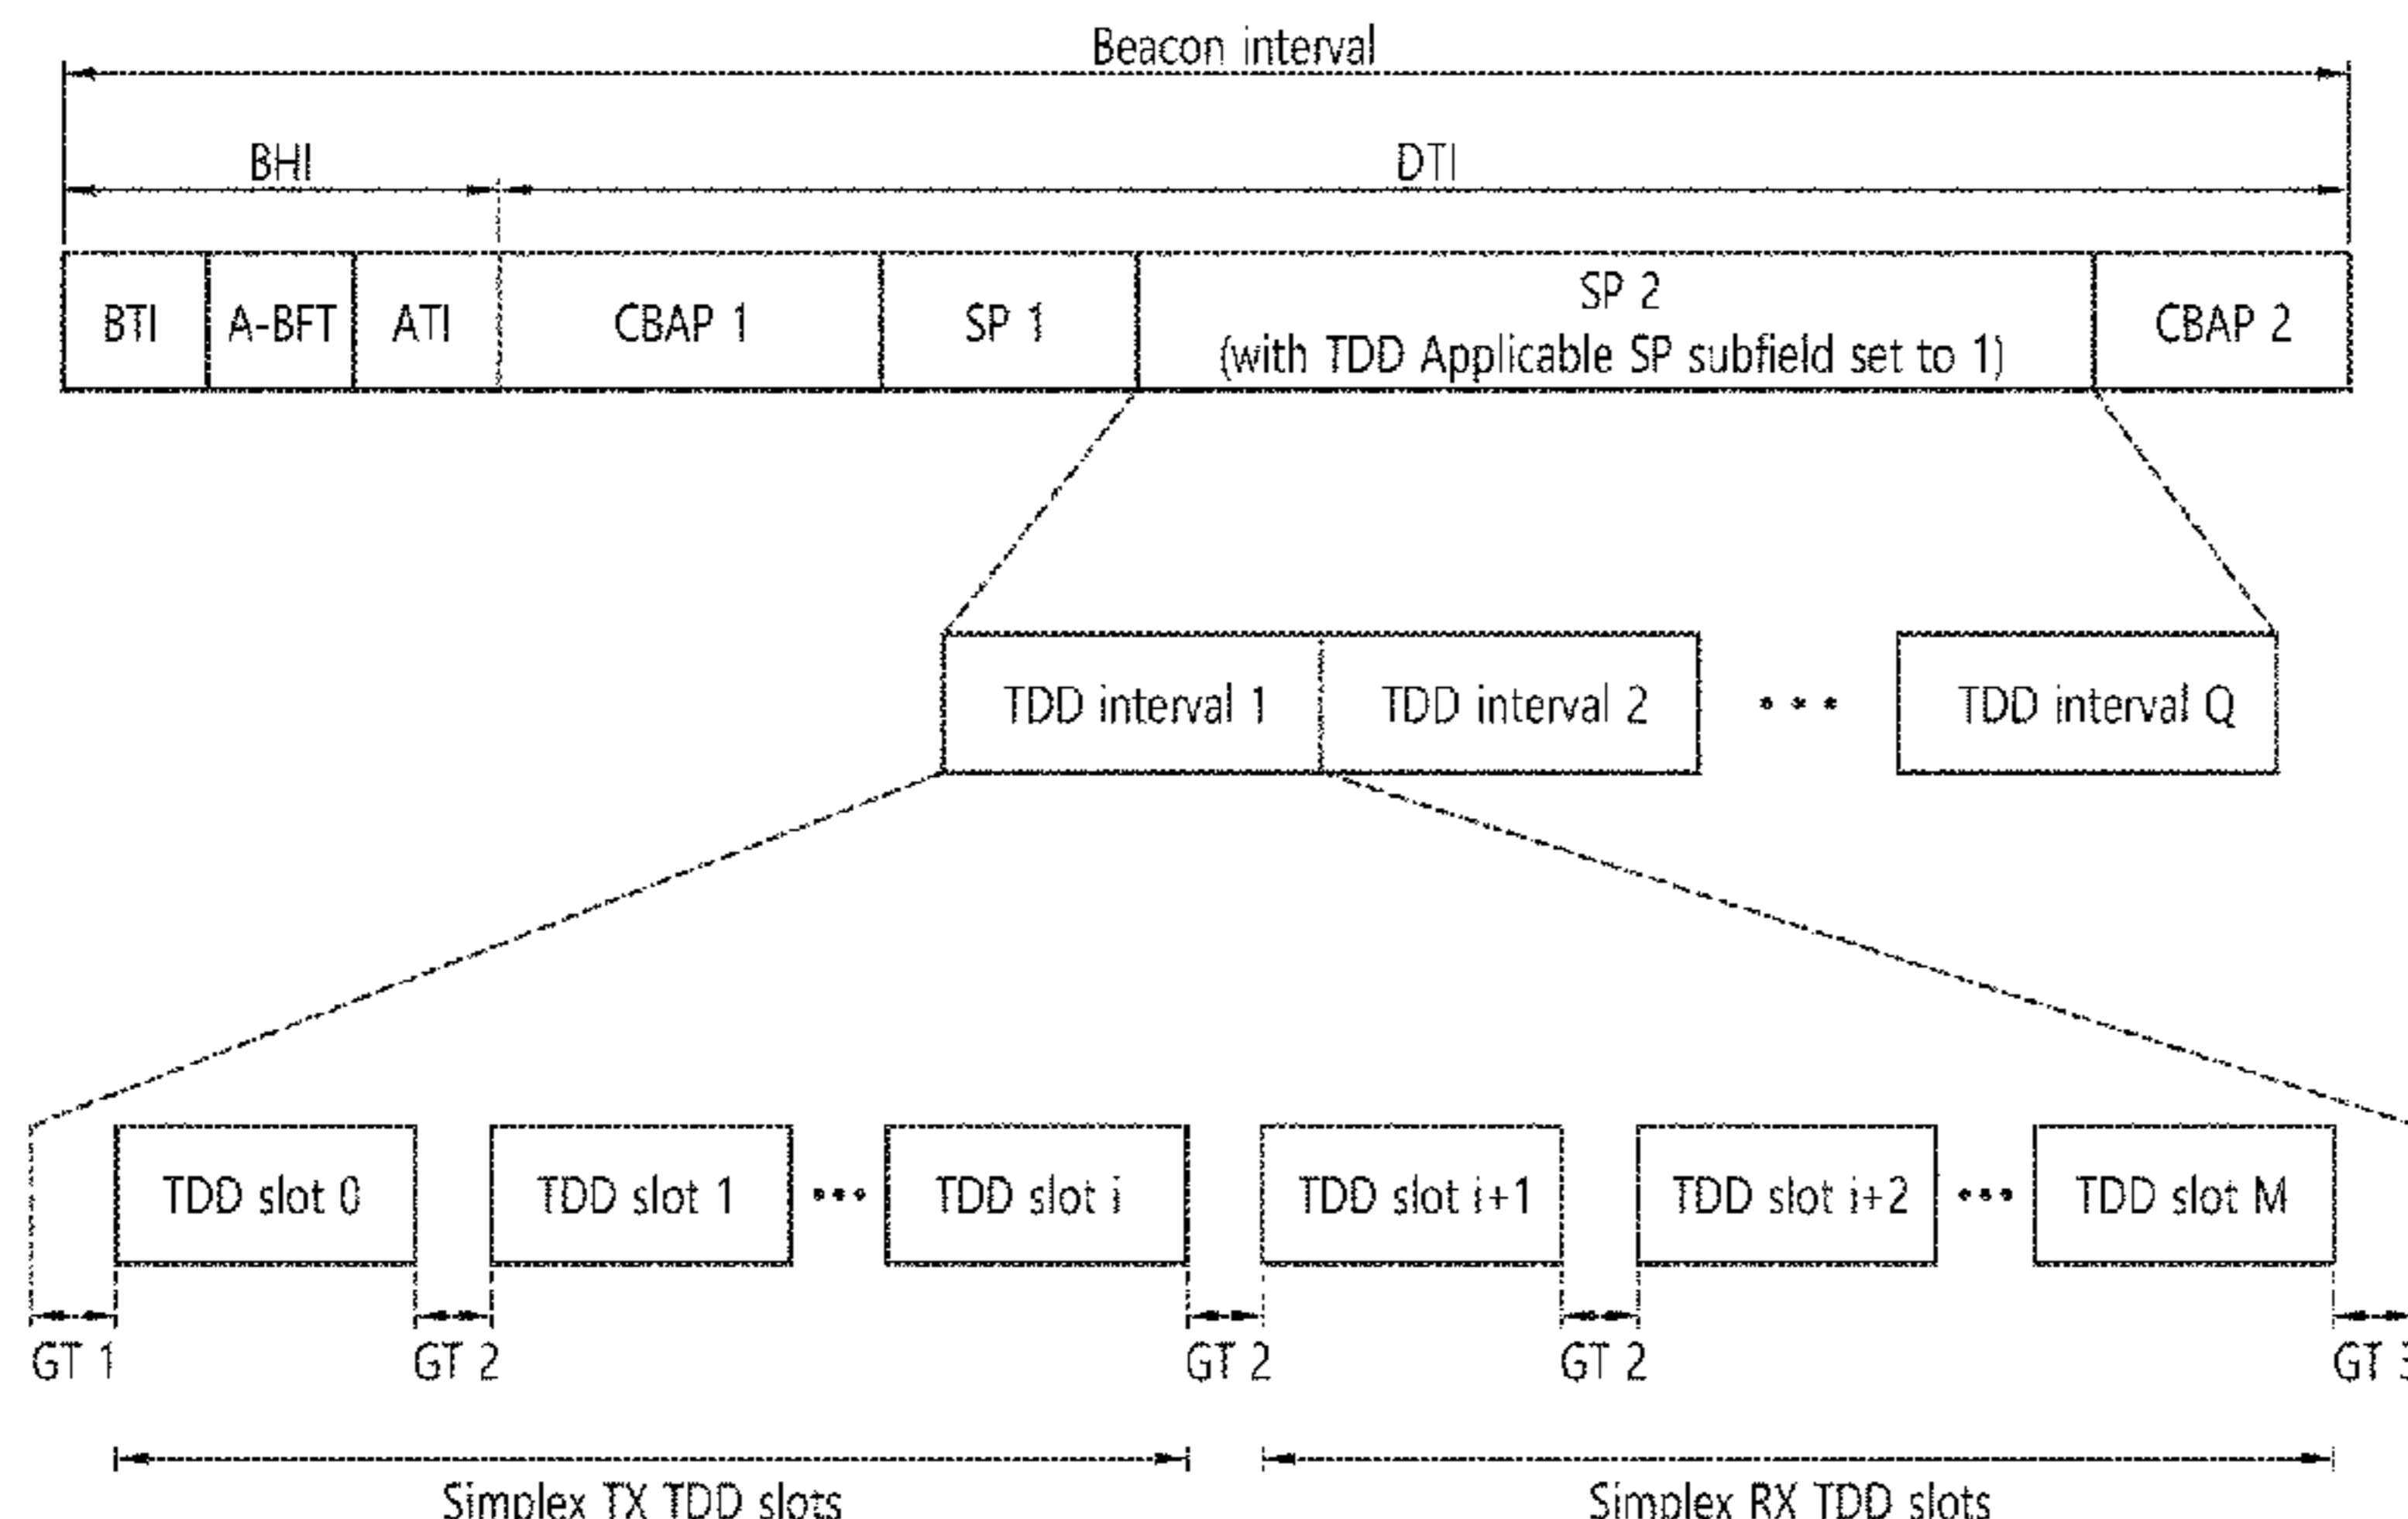 Beacon interval
BHI DTI
BTI A-BFT ATI CBAP 1 SP 1 SP 2 CBAP 2
(with TDD Applicable SP subfield set to 1)
TDD interval 1 TDD interval 2 ••• TDD interval Q
TDD slot 0 TDD slot 1 ••• TDD slot i TDD slot i+1 TDD slot i+2 ••• TDD slot M
GT 1 GT 2 GT 2 GT 2 GT 3
Simplex TX TDD slots Simplex RX TDD slots